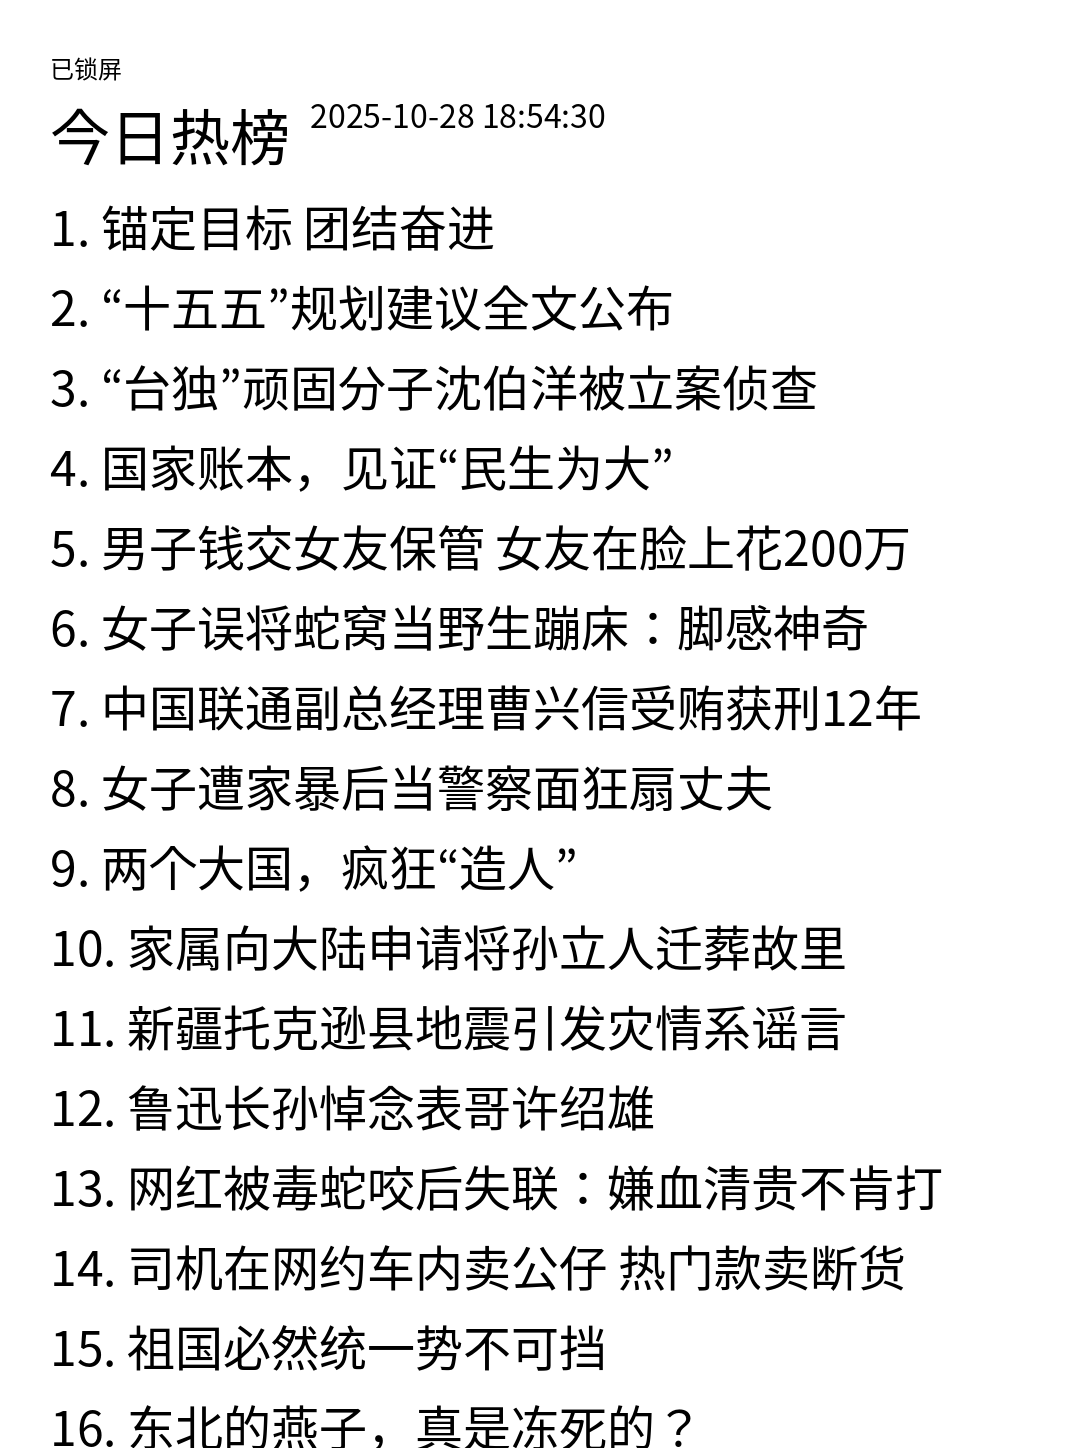 已锁屏
今日热榜 2025-10-28 18:54:30
1. 锚定目标 团结奋进
2. “十五五”规划建议全文公布
3. “台独”顽固分子沈伯洋被立案侦查
4. 国家账本，见证“民生为大”
5. 男子钱交女友保管 女友在脸上花200万
6. 女子误将蛇窝当野生蹦床：脚感神奇
7. 中国联通副总经理曹兴信受贿获刑12年
8. 女子遭家暴后当警察面狂扇丈夫
9. 两个大国，疯狂“造人”
10. 家属向大陆申请将孙立人迁葬故里
11. 新疆托克逊县地震引发灾情系谣言
12. 鲁迅长孙悼念表哥许绍雄
13. 网红被毒蛇咬后失联：嫌血清贵不肯打
14. 司机在网约车内卖公仔 热门款卖断货
15. 祖国必然统一势不可挡
16. 东北的燕子，真是冻死的？